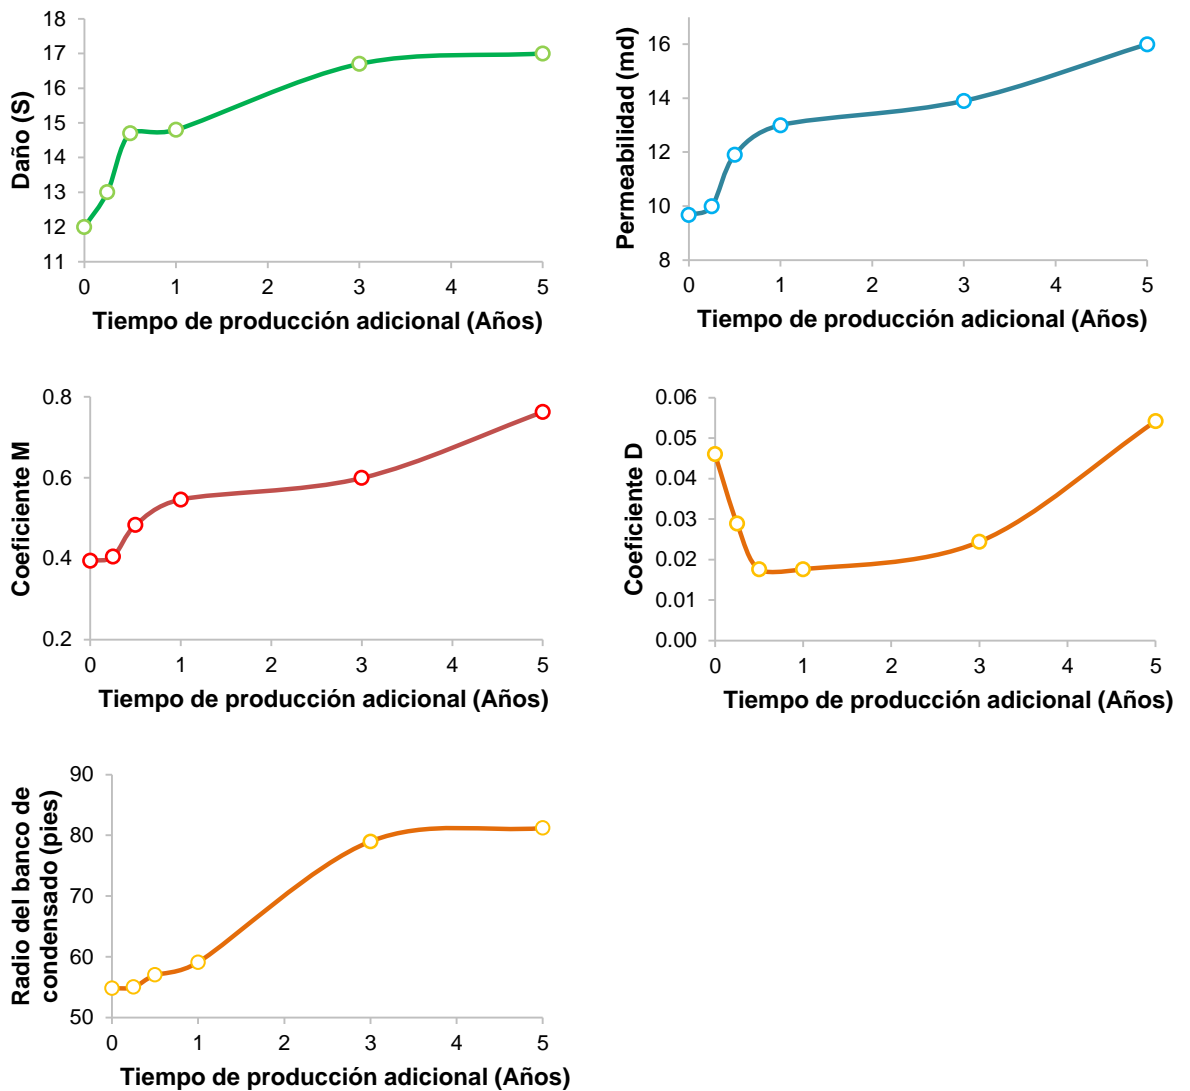 18
17
16
15
14
13
12
11
Daño (S)
0 1 2 3 4 5
Tiempo de producción adicional (Años)
16
14
12
10
8
Permeabilidad (md)
0 1 2 3 4 5
Tiempo de producción adicional (Años)
0.8
0.6
0.4
0.2
Coeficiente M
0 1 2 3 4 5
Tiempo de producción adicional (Años)
0.06
0.05
0.04
0.03
0.02
0.01
0.00
Coeficiente D
0 1 2 3 4 5
Tiempo de producción adicional (Años)
90
80
70
60
50
Radio del banco de
condensado (pies)
0 1 2 3 4 5
Tiempo de producción adicional (Años)